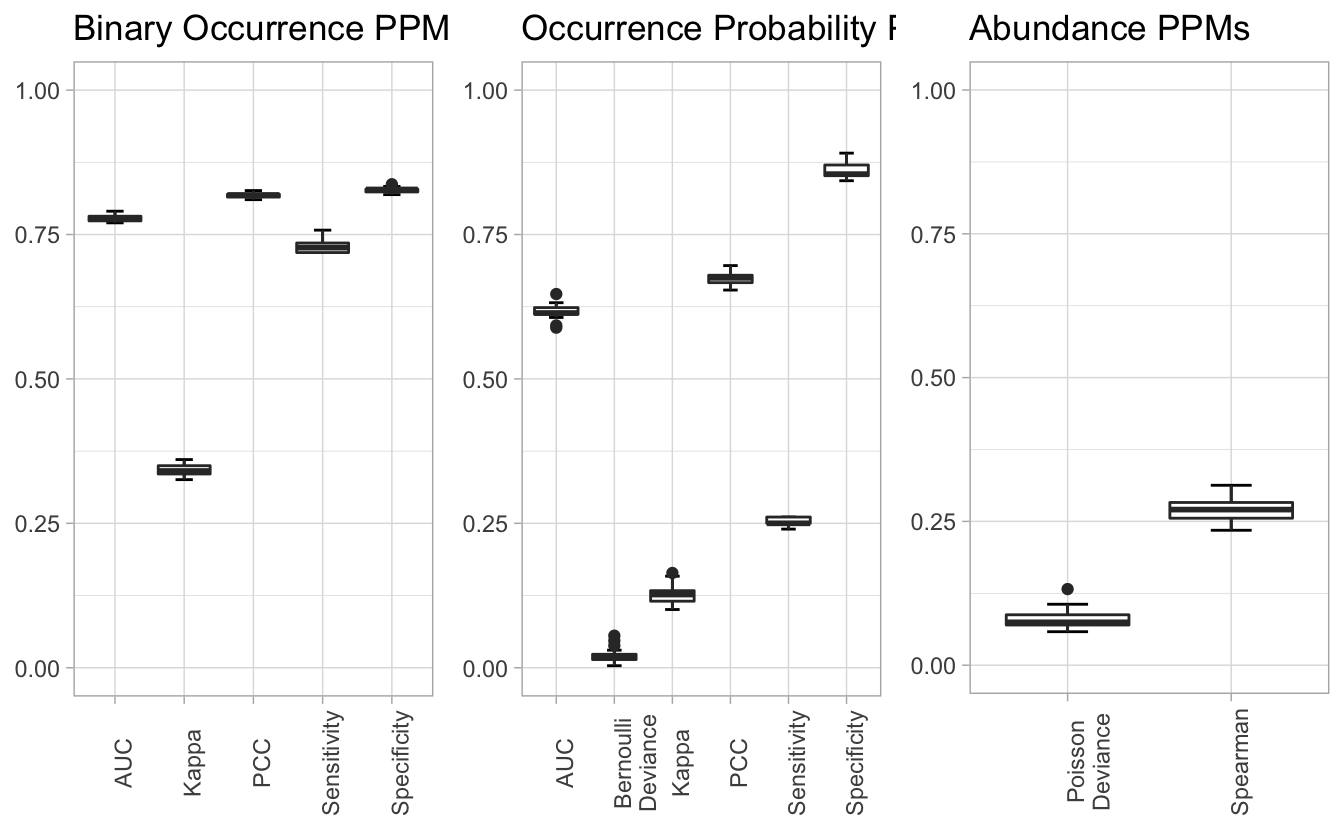 Binary Occurrence PPM
1.00
0.75
0.50
0.25
0.00
AUC
Kappa
PCC
Sensitivity
Specificity
Occurrence Probability
1.00
0.75
0.50
0.25
0.00
AUC
Bernoulli
Deviance
Kappa
PCC
Sensitivity
Specificity
Abundance PPMs
1.00
0.75
0.50
0.25
0.00
Poisson
Deviance
Spearman